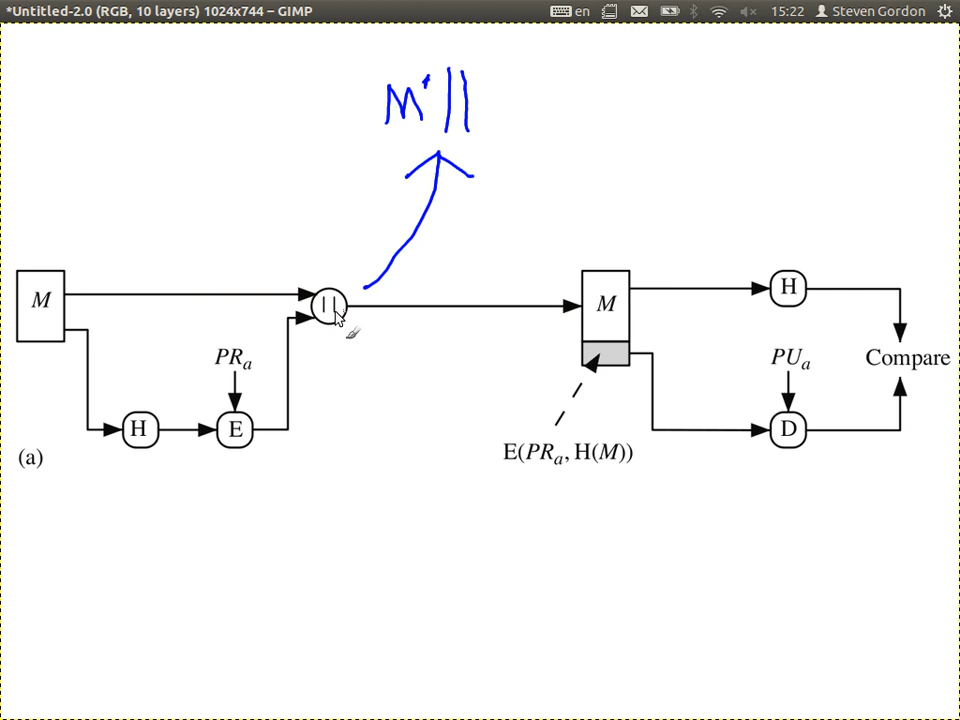 *Untitled-2.0 (RGB, 10 layers) 1024x744 – GIMP
en
15:22
Steven Gordon
M' ||
M
||
M
H
PRa
PUa
Compare
H
E
D
E(PRa, H(M))
(a)